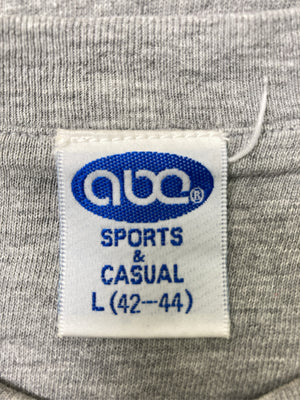 abe®
SPORTS
&
CASUAL
L (42-44)